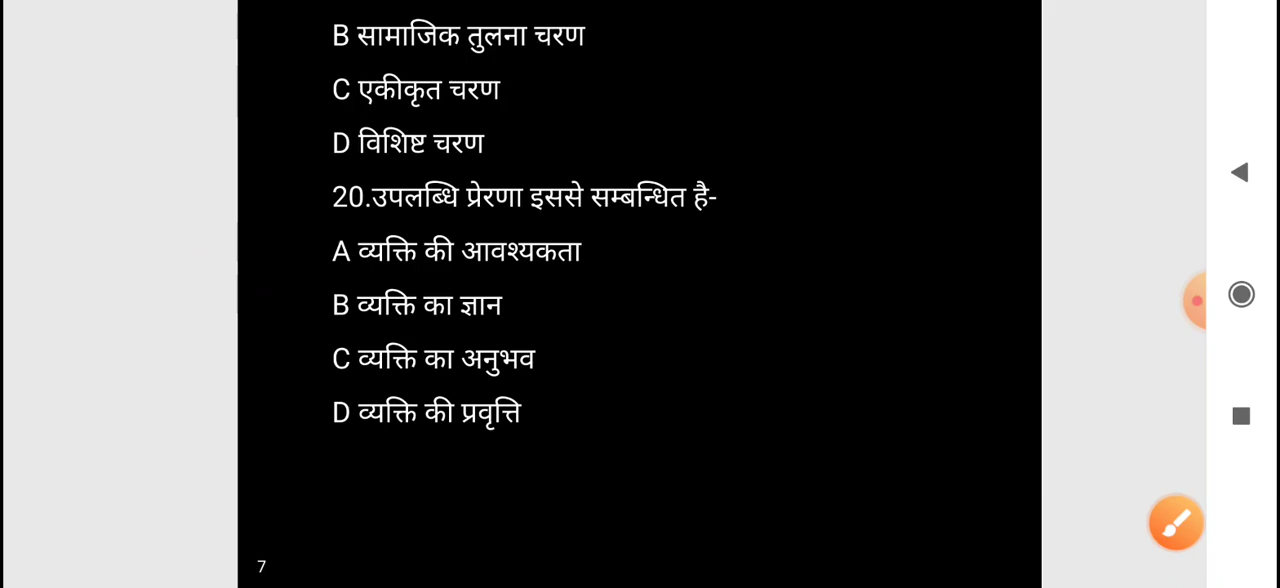 B सामाजिक तुलना चरण
C एकीकृत चरण
D विशिष्ट चरण
20.उपलब्धि प्रेरणा इससे सम्बन्धित है-
A व्यक्ति की आवश्यकता
B व्यक्ति का ज्ञान
C व्यक्ति का अनुभव
D व्यक्ति की प्रवृत्ति
7